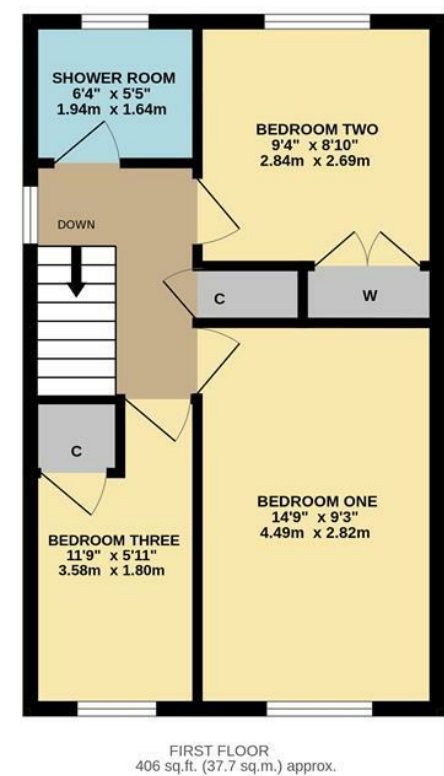 SHOWER ROOM
6'4" x 5'5"
1.94m x 1.64m
BEDROOM TWO
9'4" x 8'10"
2.84m x 2.69m
DOWN
C
W
C
BEDROOM ONE
14'9" x 9'3"
4.49m x 2.82m
BEDROOM THREE
11'9" x 5'11"
3.58m x 1.80m
FIRST FLOOR
406 sq.ft. (37.7 sq.m.) approx.